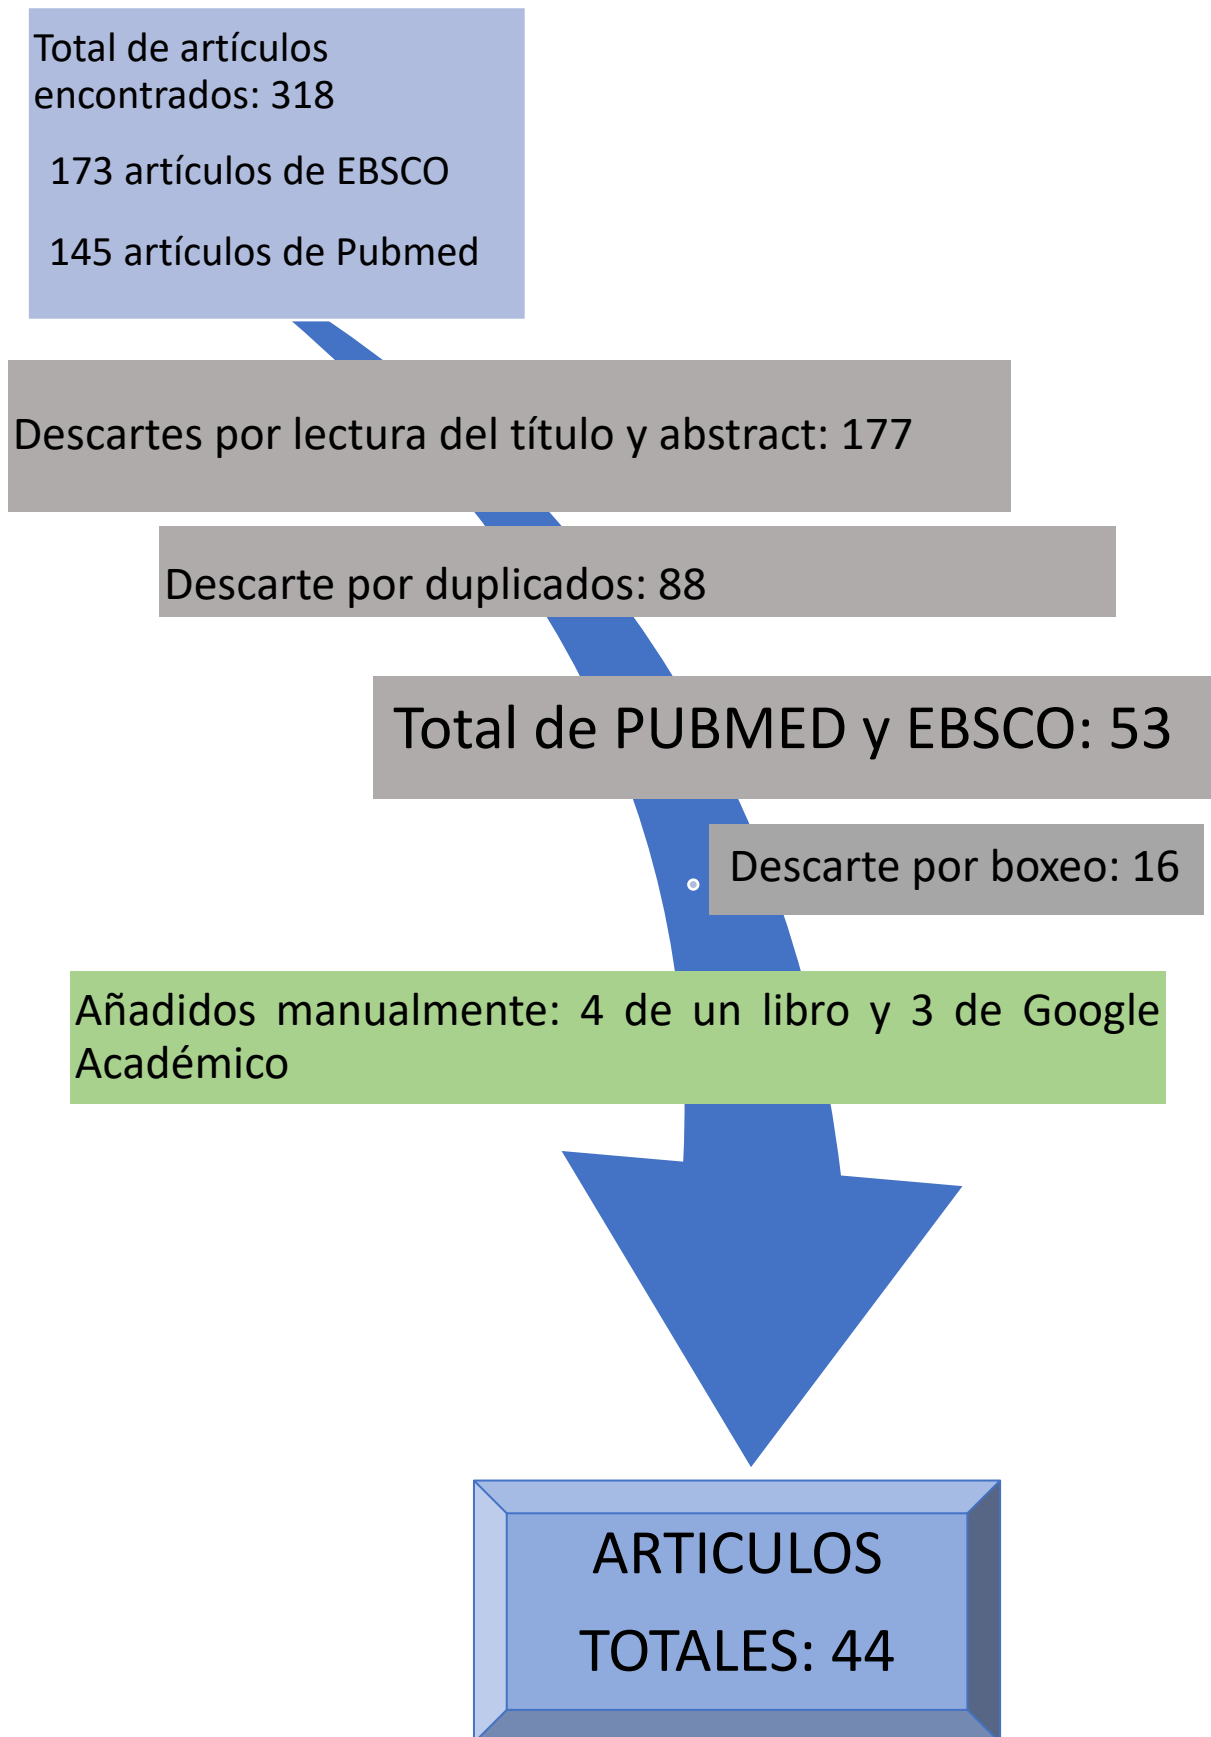 Total de artículos
encontrados: 318
173 artículos de EBSCO
145 artículos de Pubmed
Descartes por lectura del título y abstract: 177
Descarte por duplicados: 88
Total de PUBMED y EBSCO: 53
Descarte por boxeo: 16
Añadidos manualmente: 4 de un libro y 3 de Google
Académico
ARTICULOS
TOTALES: 44